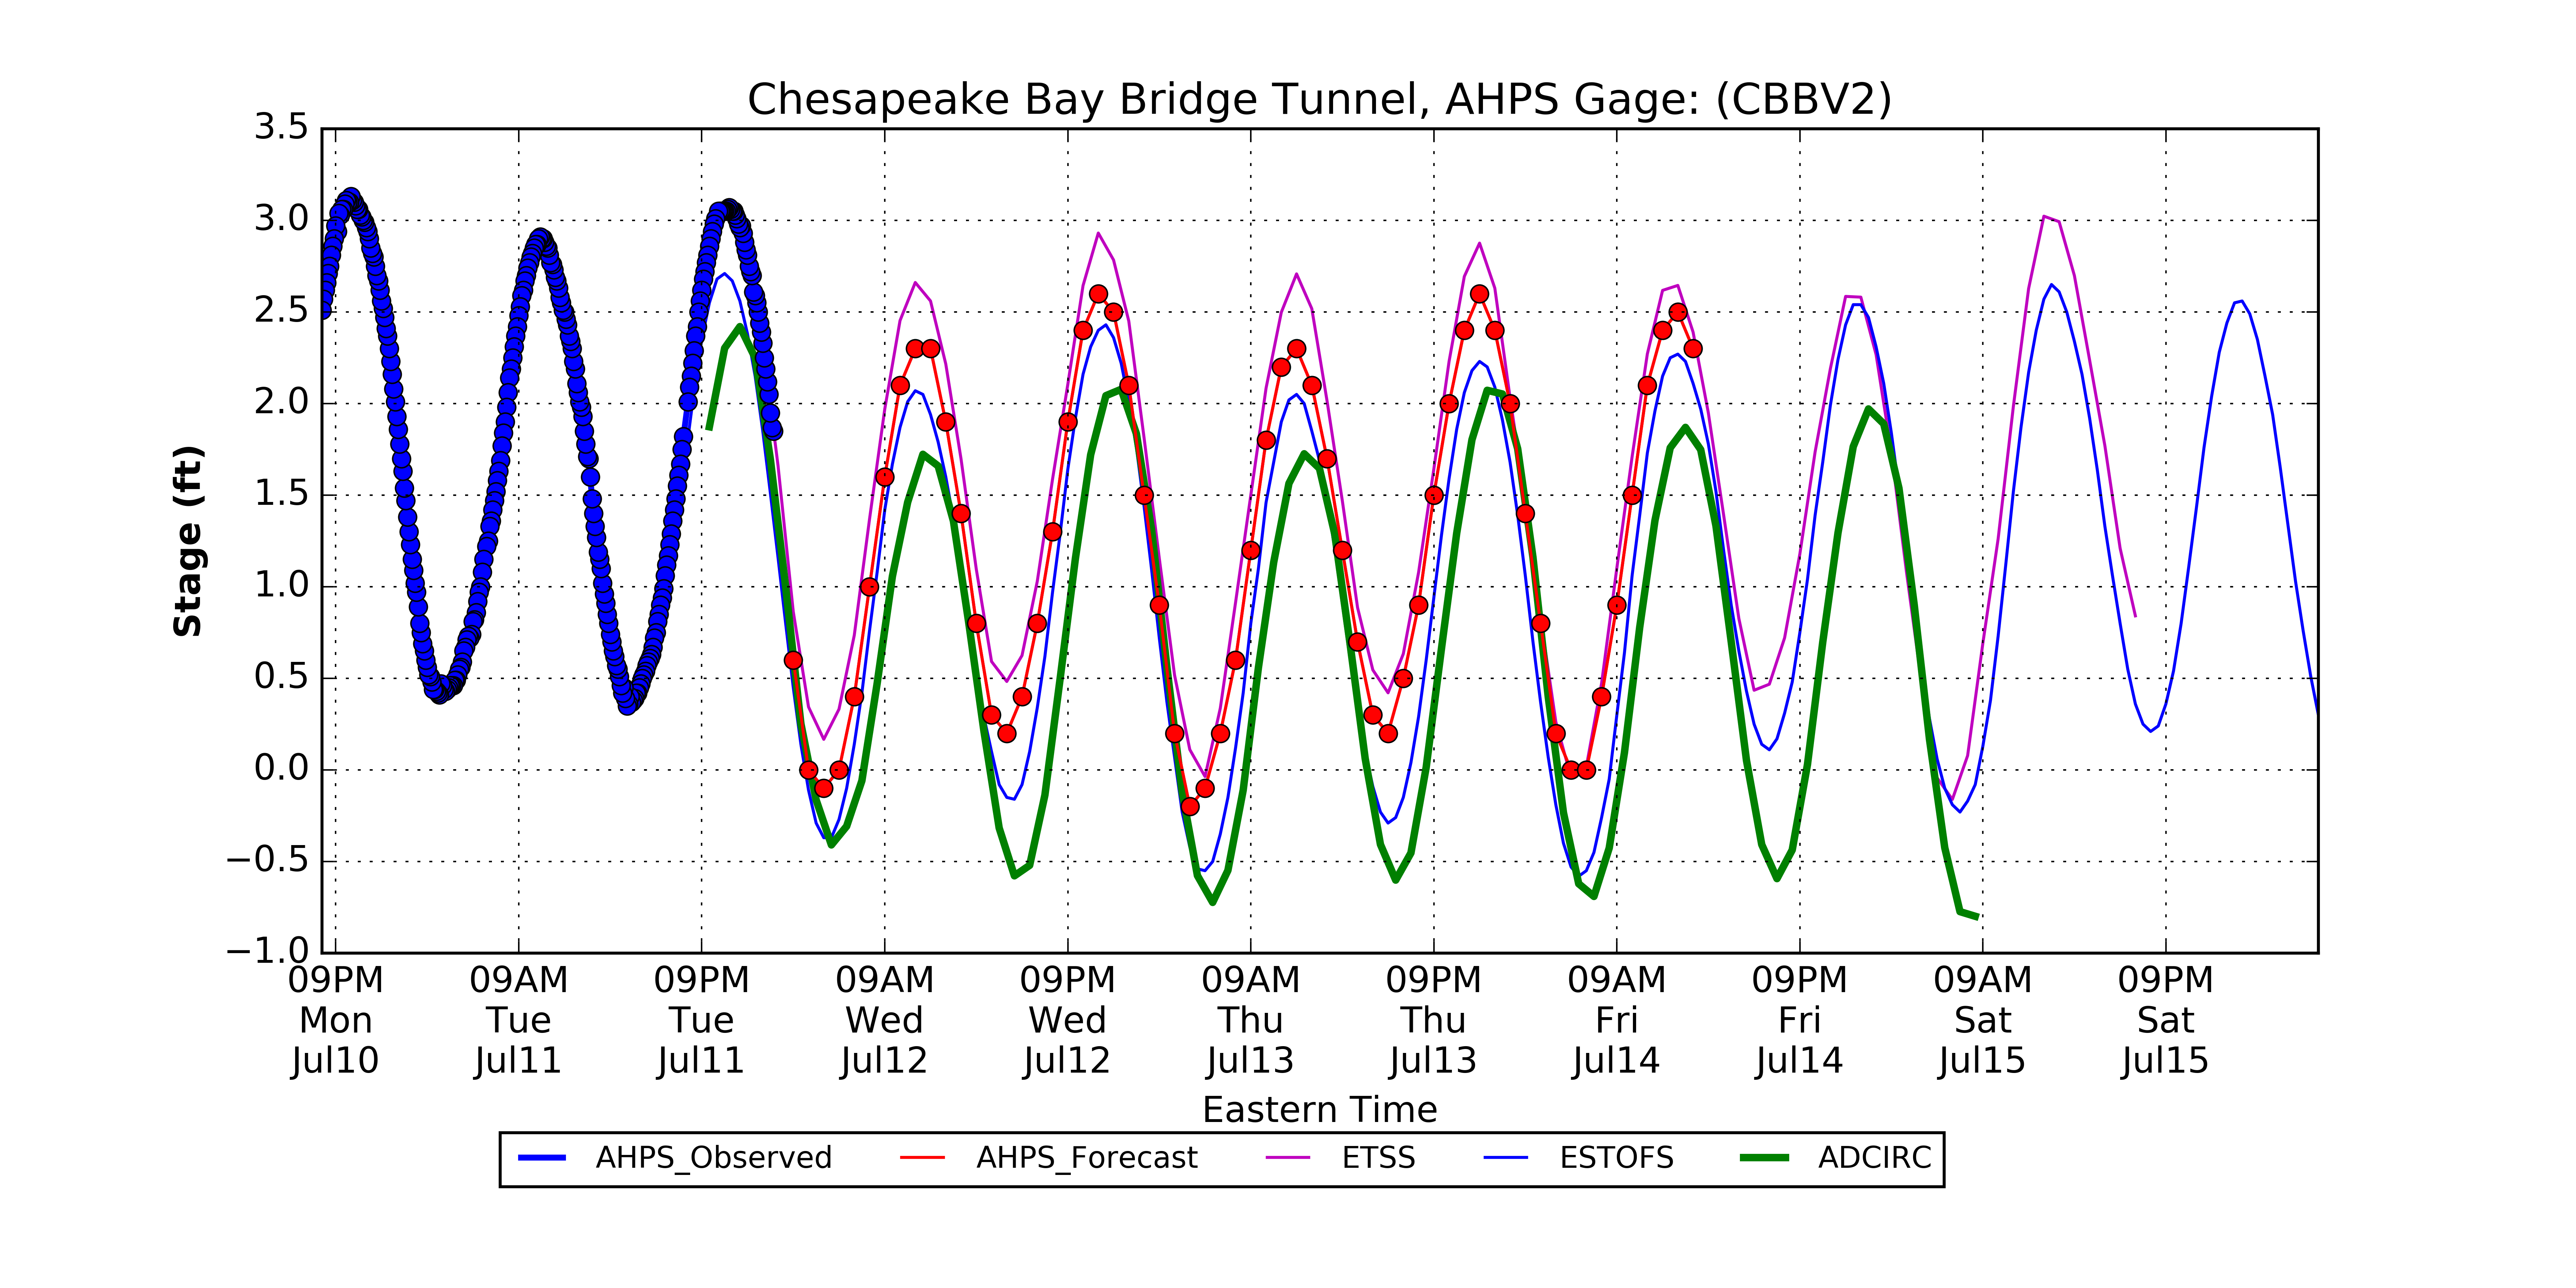 Chesapeake Bay Bridge Tunnel, AHPS Gage: (CBBV2)
3.5
3.0
2.5
2.0
1.5
1.0
0.5
0.0
−0.5
−1.0
Stage (ft)
09PM 09AM 09PM 09AM 09PM 09AM 09PM 09AM 09PM 09AM 09PM
Mon Tue Tue Wed Wed Thu Thu Fri Fri Sat Sat
Jul10 Jul11 Jul11 Jul12 Jul12 Jul13 Jul13 Jul14 Jul14 Jul15 Jul15
Eastern Time
AHPS_Observed AHPS_Forecast ETSS ESTOFS ADCIRC